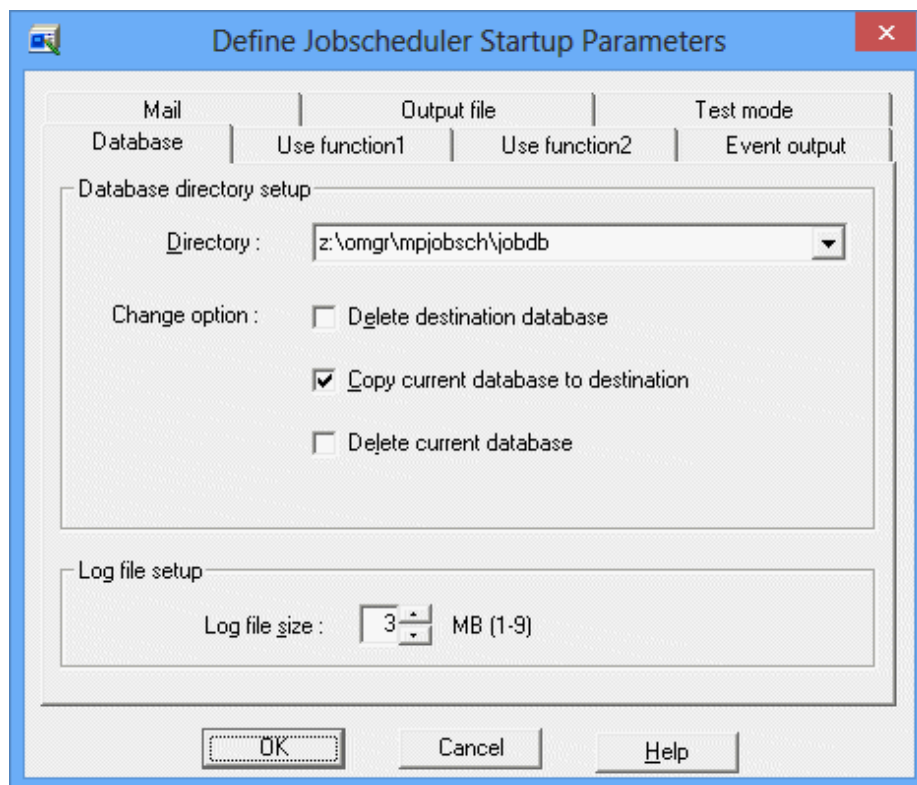 Define Jobscheduler Startup Parameters
Mail Output file Test mode
Database Use function1 Use function2 Event output
Database directory setup
Directory : z:\omgr\mpjobsch\jobdb
Change option : Delete destination database
Copy current database to destination
Delete current database
Log file setup
Log file size : 3 MB (1-9)
OK Cancel Help